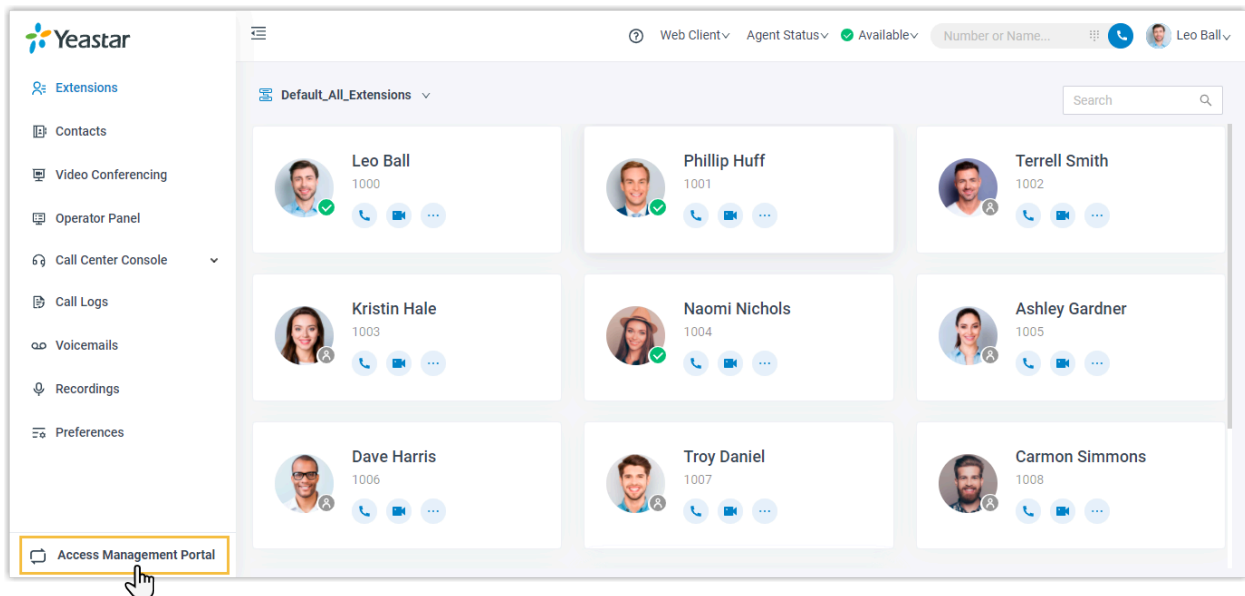 Yeastar
Web Client
Agent Status
Available
Number or Name...
Leo Ball
Extensions
Contacts
Video Conferencing
Operator Panel
Call Center Console
Call Logs
Voicemails
Recordings
Preferences
Access Management Portal
Default_All_Extensions
Search
Leo Ball
1000
Phillip Huff
1001
Terrell Smith
1002
Kristin Hale
1003
Naomi Nichols
1004
Ashley Gardner
1005
Dave Harris
1006
Troy Daniel
1007
Carmon Simmons
1008